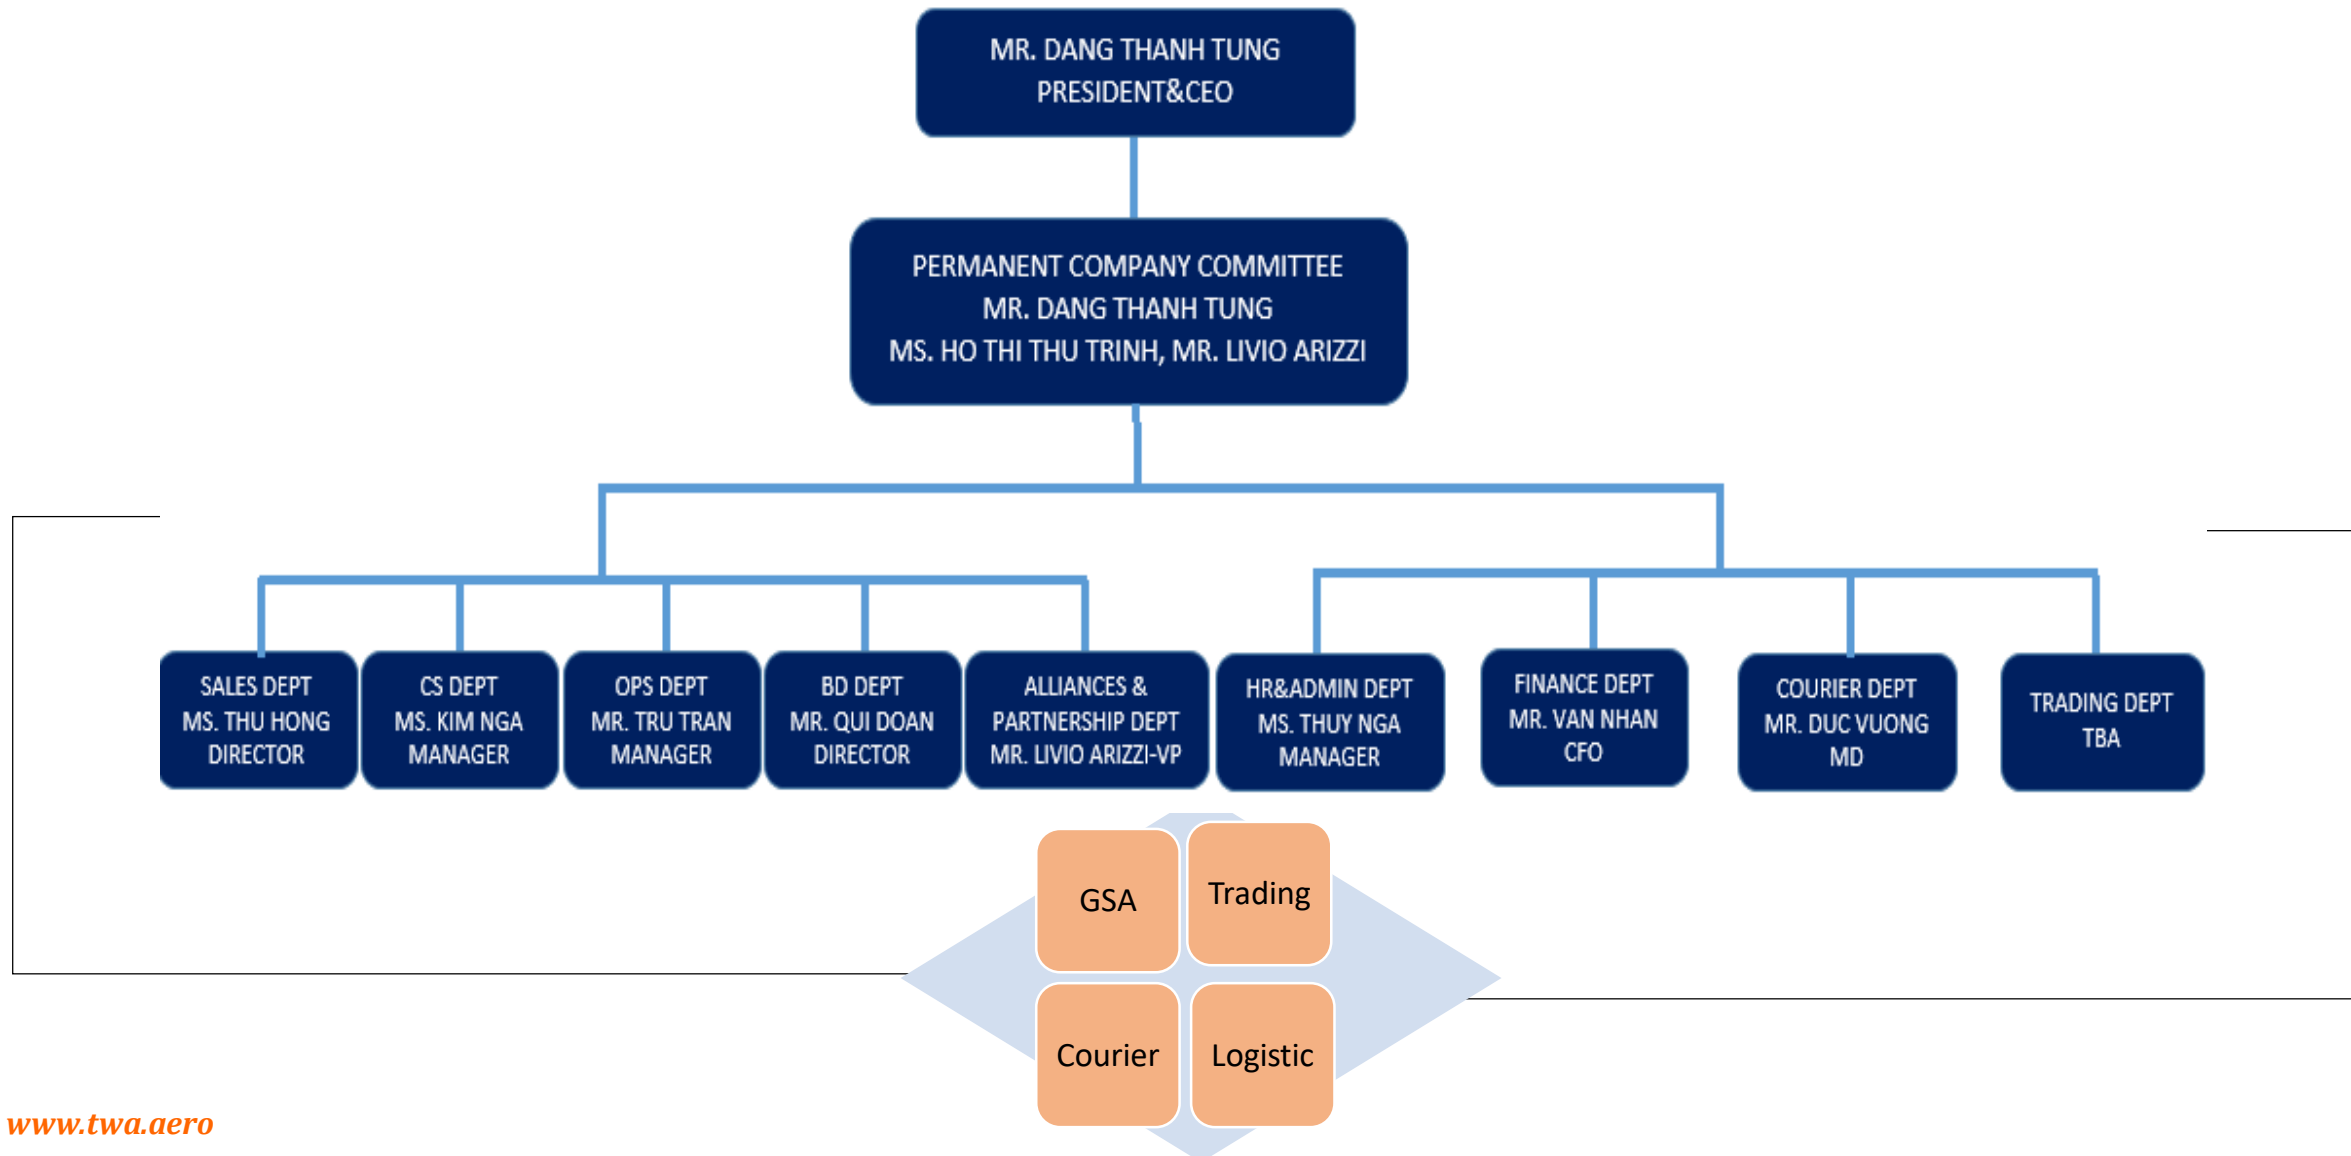 MR. DANG THANH TUNG
PRESIDENT&CEO
PERMANENT COMPANY COMMITTEE
MR. DANG THANH TUNG
MS. HO THI THU TRINH, MR. LIVIO ARIZZI
SALES DEPT
MS. THU HONG
DIRECTOR
CS DEPT
MS. KIM NGA
MANAGER
OPS DEPT
MR. TRU TRAN
MANAGER
BD DEPT
MR. QUI DOAN
DIRECTOR
ALLIANCES &
PARTNERSHIP DEPT
MR. LIVIO ARIZZI-VP
HR&ADMIN DEPT
MS. THUY NGA
MANAGER
FINANCE DEPT
MR. VAN NHAN
CFO
COURIER DEPT
MR. DUC VUONG
MD
TRADING DEPT
TBA
GSA
Trading
Courier
Logistic
www.twa.aero